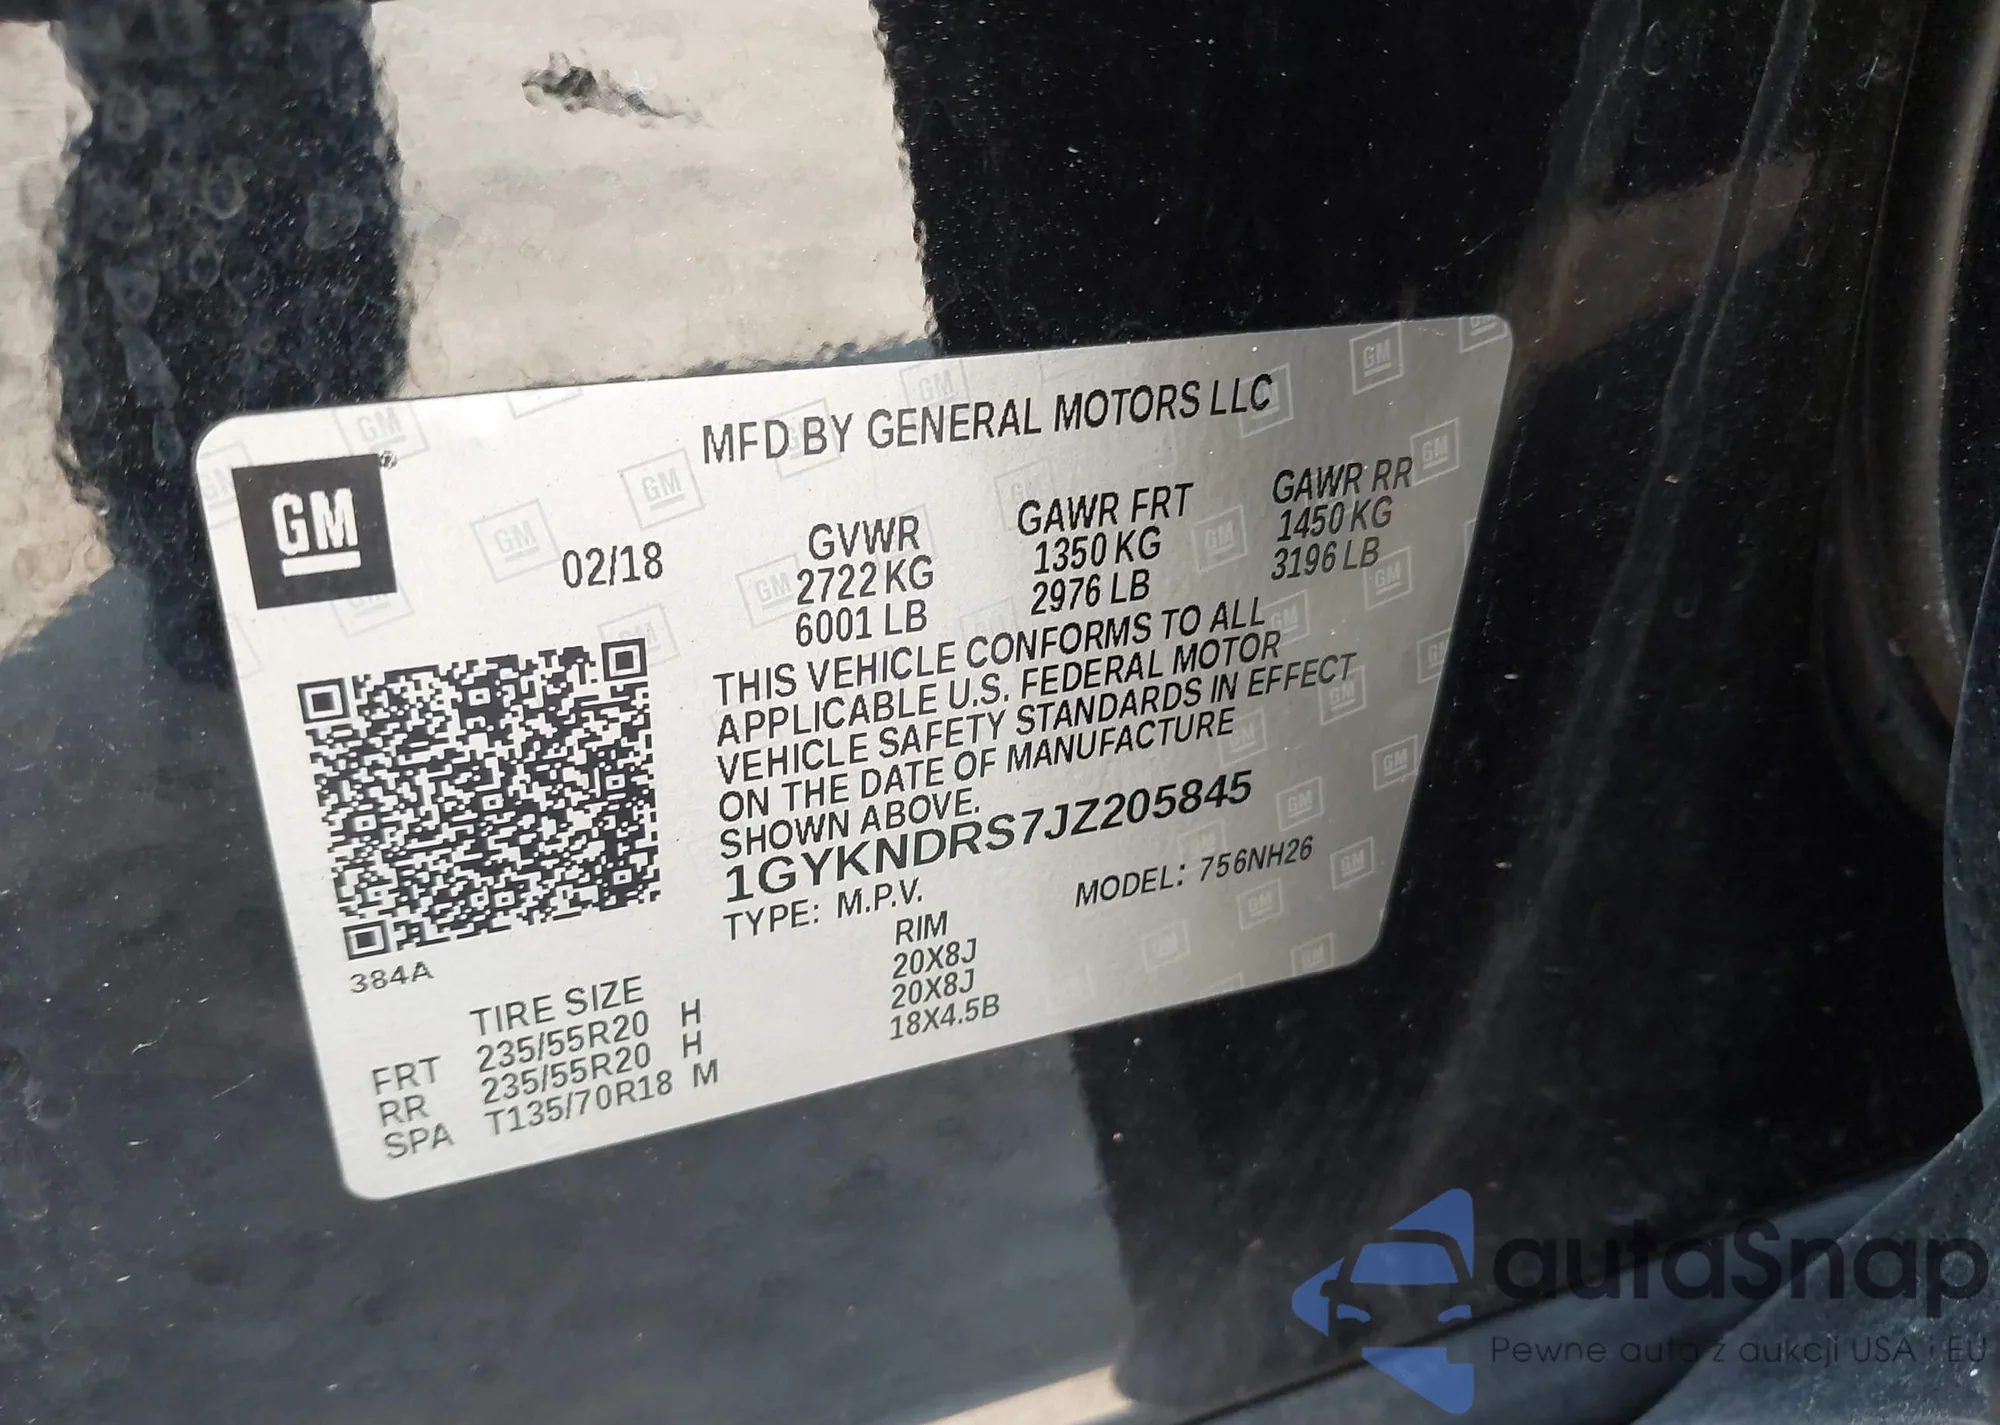 MFD BY GENERAL MOTORS LLC
GM
02/18
GVWR
2722 KG
6001 LB
GAWR FRT
1350 KG
2976 LB
GAWR RR
1450 KG
3196 LB
THIS VEHICLE CONFORMS TO ALL
APPLICABLE U.S. FEDERAL MOTOR
VEHICLE SAFETY STANDARDS IN EFFECT
ON THE DATE OF MANUFACTURE
SHOWN ABOVE.
1GYKNDRS7JZ205845
TYPE: M.P.V. MODEL: 756NH26
384A
TIRE SIZE RIM
FRT 235/55R20 H 20X8J
RR 235/55R20 H 20X8J
SPA T135/70R18 M 18X4.5B
autoSnap
Pewne auta z aukcji USA i EU